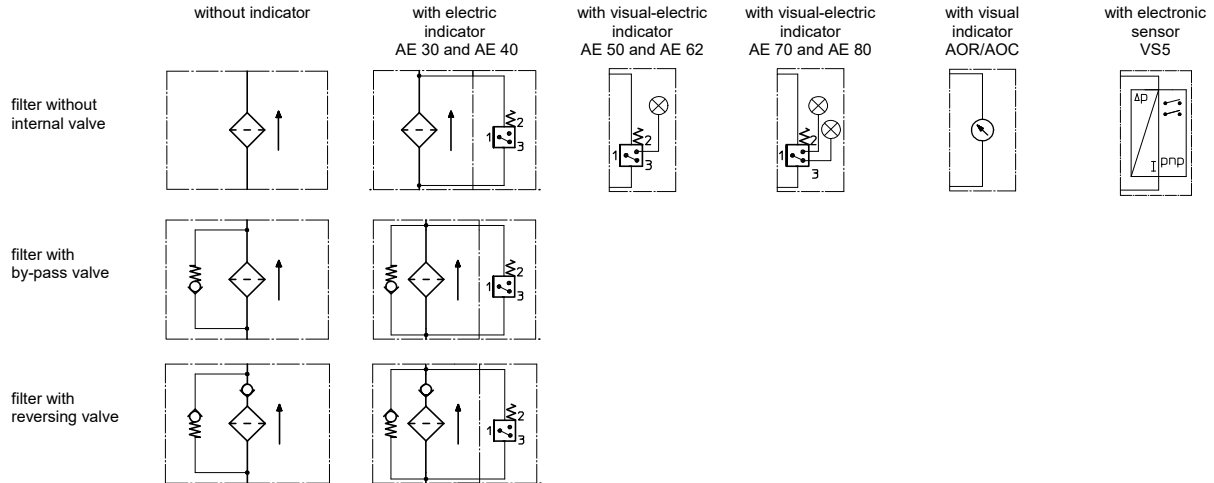 without indicator
with electric
indicator
AE 30 and AE 40
with visual-electric
indicator
AE 50 and AE 62
with visual-electric
indicator
AE 70 and AE 80
with visual
indicator
AOR/AOC
with electronic
sensor
VS5
filter without
internal valve
1
2
3
1
2
3
1
2
3
Δp
I
pnp
filter with
by-pass valve
1
2
3
filter with
reversing valve
1
2
3